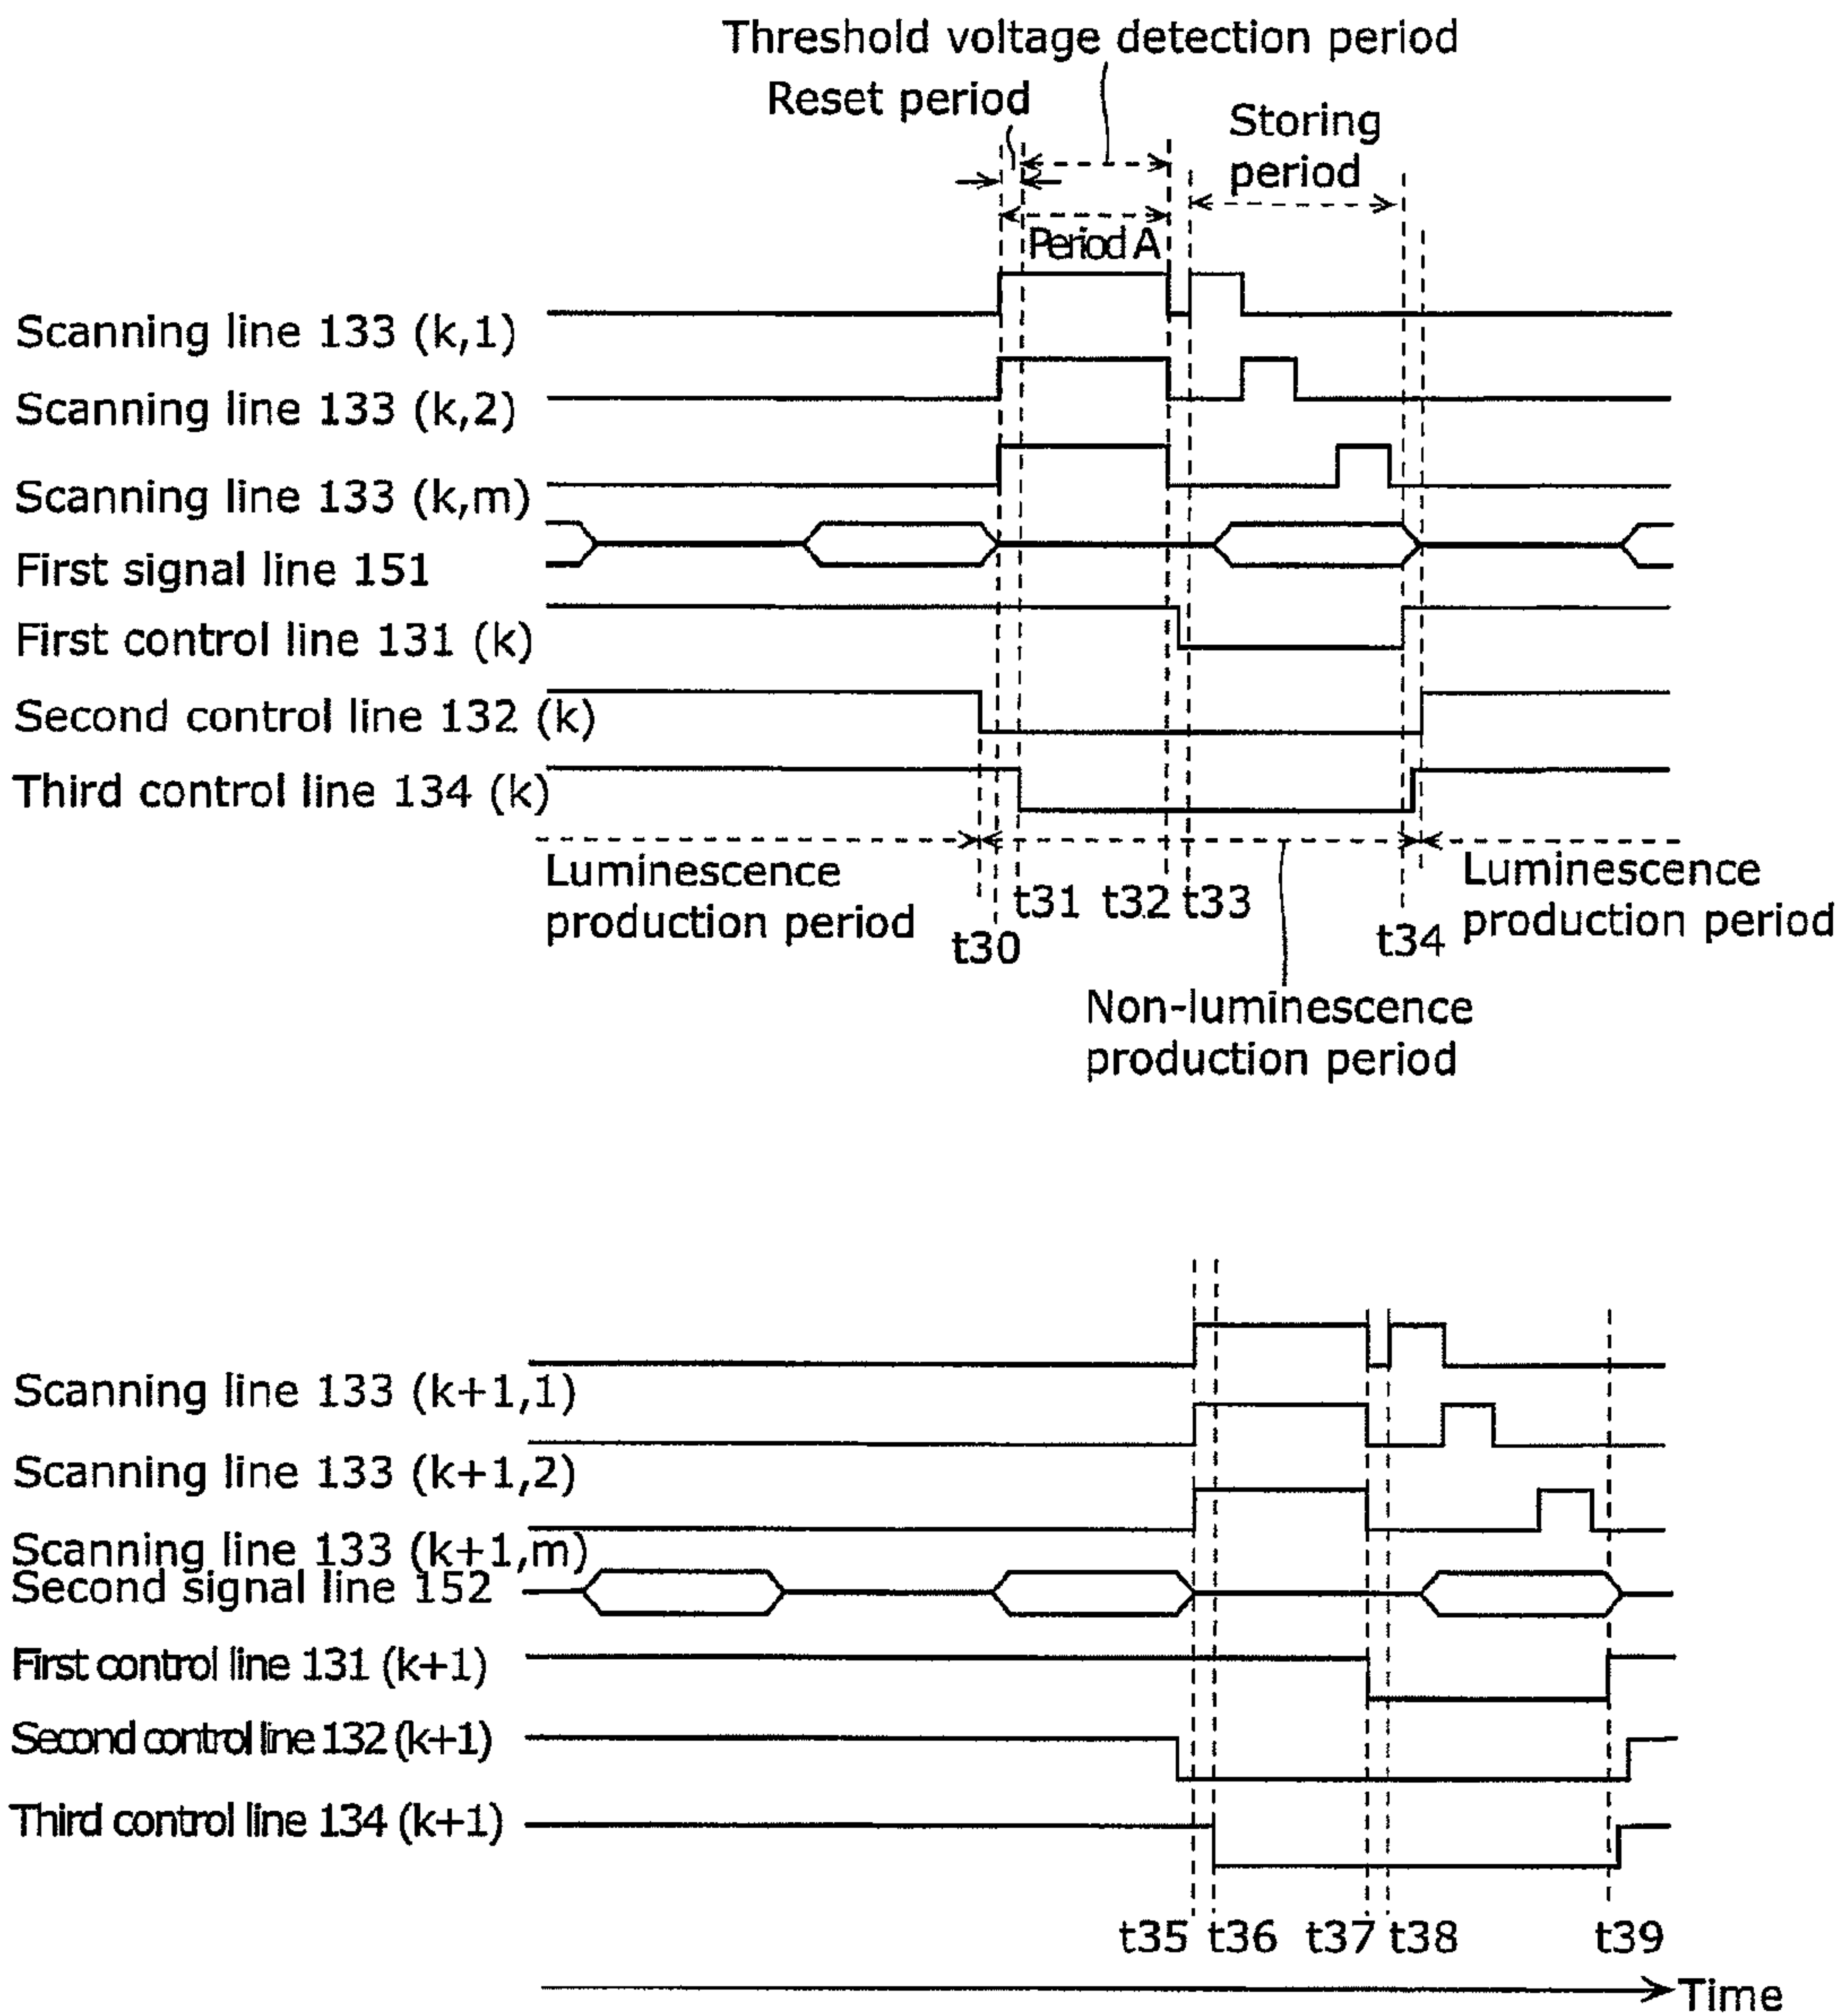 Threshold voltage detection period
Reset period
Storing
period
Period A
Scanning line 133 (k,1)
Scanning line 133 (k,2)
Scanning line 133 (k,m)
First signal line 151
First control line 131 (k)
Second control line 132 (k)
Third control line 134 (k)
Luminescence
production period
t30
t31
t32
t33
t34
Luminescence
production period
Non-luminescence
production period
Scanning line 133 (k+1,1)
Scanning line 133 (k+1,2)
Scanning line 133 (k+1,m)
Second signal line 152
First control line 131 (k+1)
Second control line 132 (k+1)
Third control line 134 (k+1)
t35
t36
t37
t38
t39
Time